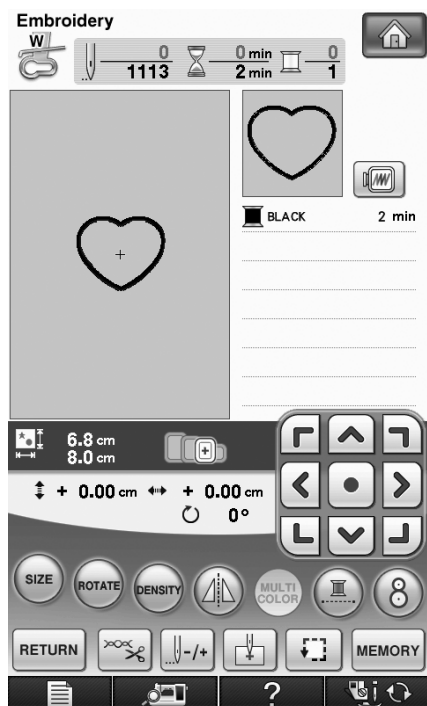 Embroidery
W
0 0 min 0
1113 2 min 1
BLACK 2 min
6.8 cm
8.0 cm
+ 0.00 cm + 0.00 cm
0°
SIZE ROTATE DENSITY MULTI COLOR 8
RETURN -/+ MEMORY
?